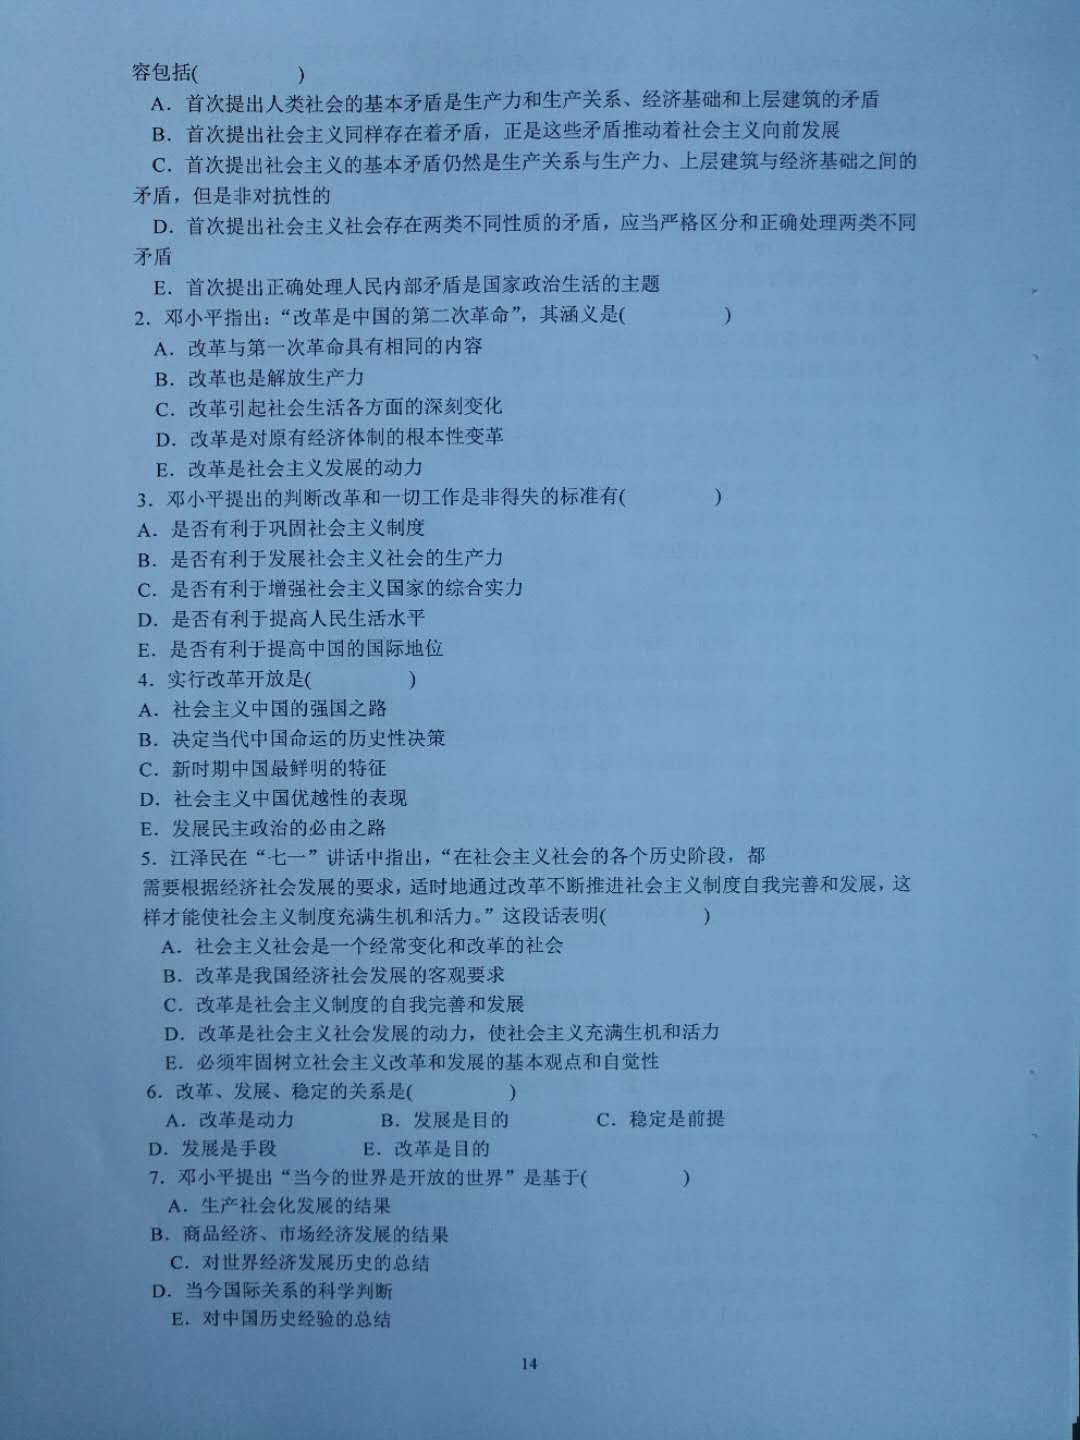 容包括(          )
A．首次提出人类社会的基本矛盾是生产力和生产关系、经济基础和上层建筑的矛盾
B．首次提出社会主义同样存在着矛盾，正是这些矛盾推动着社会主义向前发展
C．首次提出社会主义的基本矛盾仍然是生产关系与生产力、上层建筑与经济基础之间的
矛盾，但是非对抗性的
D．首次提出社会主义社会存在两类不同性质的矛盾，应当严格区分和正确处理两类不同
矛盾
E．首次提出正确处理人民内部矛盾是国家政治生活的主题
2．邓小平指出：“改革是中国的第二次革命”，其涵义是(          )
A．改革与第一次革命具有相同的内容
B．改革也是解放生产力
C．改革引起社会生活各方面的深刻变化
D．改革是对原有经济体制的根本性变革
E．改革是社会主义发展的动力
3．邓小平提出的判断改革和一切工作是非得失的标准有(          )
A．是否有利于巩固社会主义制度
B．是否有利于发展社会主义社会的生产力
C．是否有利于增强社会主义国家的综合实力
D．是否有利于提高人民生活水平
E．是否有利于提高中国的国际地位
4．实行改革开放是(          )
A．社会主义中国的强国之路
B．决定当代中国命运的历史性决策
C．新时期中国最鲜明的特征
D．社会主义中国优越性的表现
E．发展民主政治的必由之路
5．江泽民在“七一”讲话中指出，“在社会主义社会的各个历史阶段，都
需要根据经济社会发展的要求，适时地通过改革不断推进社会主义制度自我完善和发展，这
样才能使社会主义制度充满生机和活力。”这段话表明(          )
A．社会主义社会是一个经常变化和改革的社会
B．改革是我国经济社会发展的客观要求
C．改革是社会主义制度的自我完善和发展
D．改革是社会主义社会发展的动力，使社会主义充满生机和活力
E．必须牢固树立社会主义改革和发展的基本观点和自觉性
6．改革、发展、稳定的关系是(          )
A．改革是动力 B．发展是目的 C．稳定是前提
D．发展是手段 E．改革是目的
7．邓小平提出“当今的世界是开放的世界”是基于(          )
A．生产社会化发展的结果
B．商品经济、市场经济发展的结果
C．对世界经济发展历史的总结
D．当今国际关系的科学判断
E．对中国历史经验的总结
14